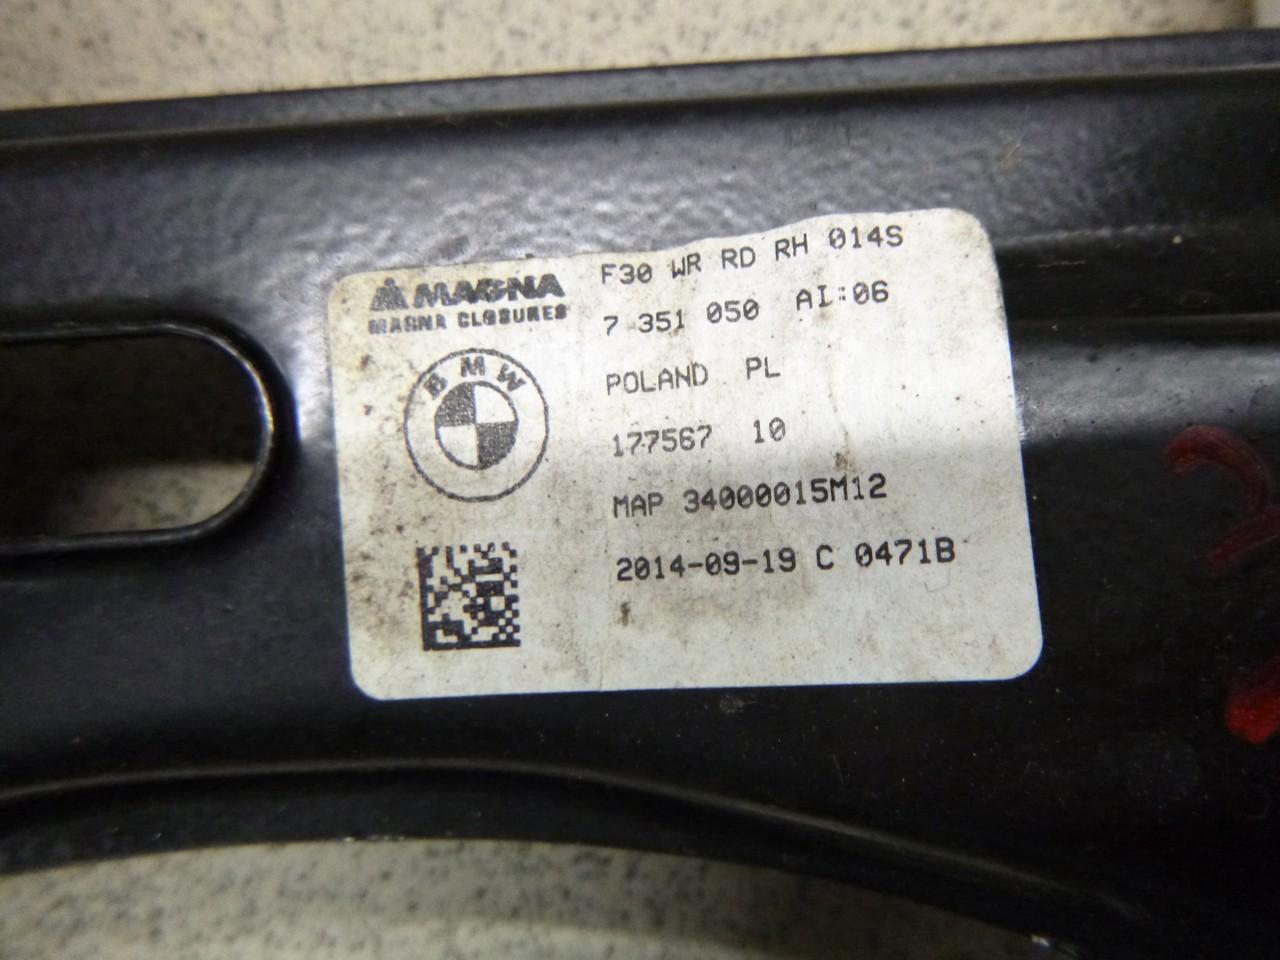 MAGNA
MAGNA CLOSURES
BMW
F30 WR RD RH 014S
7 351 050 AI:06
POLAND PL
177567 10
MAP 34000015M12
2014-09-19 C 0471B